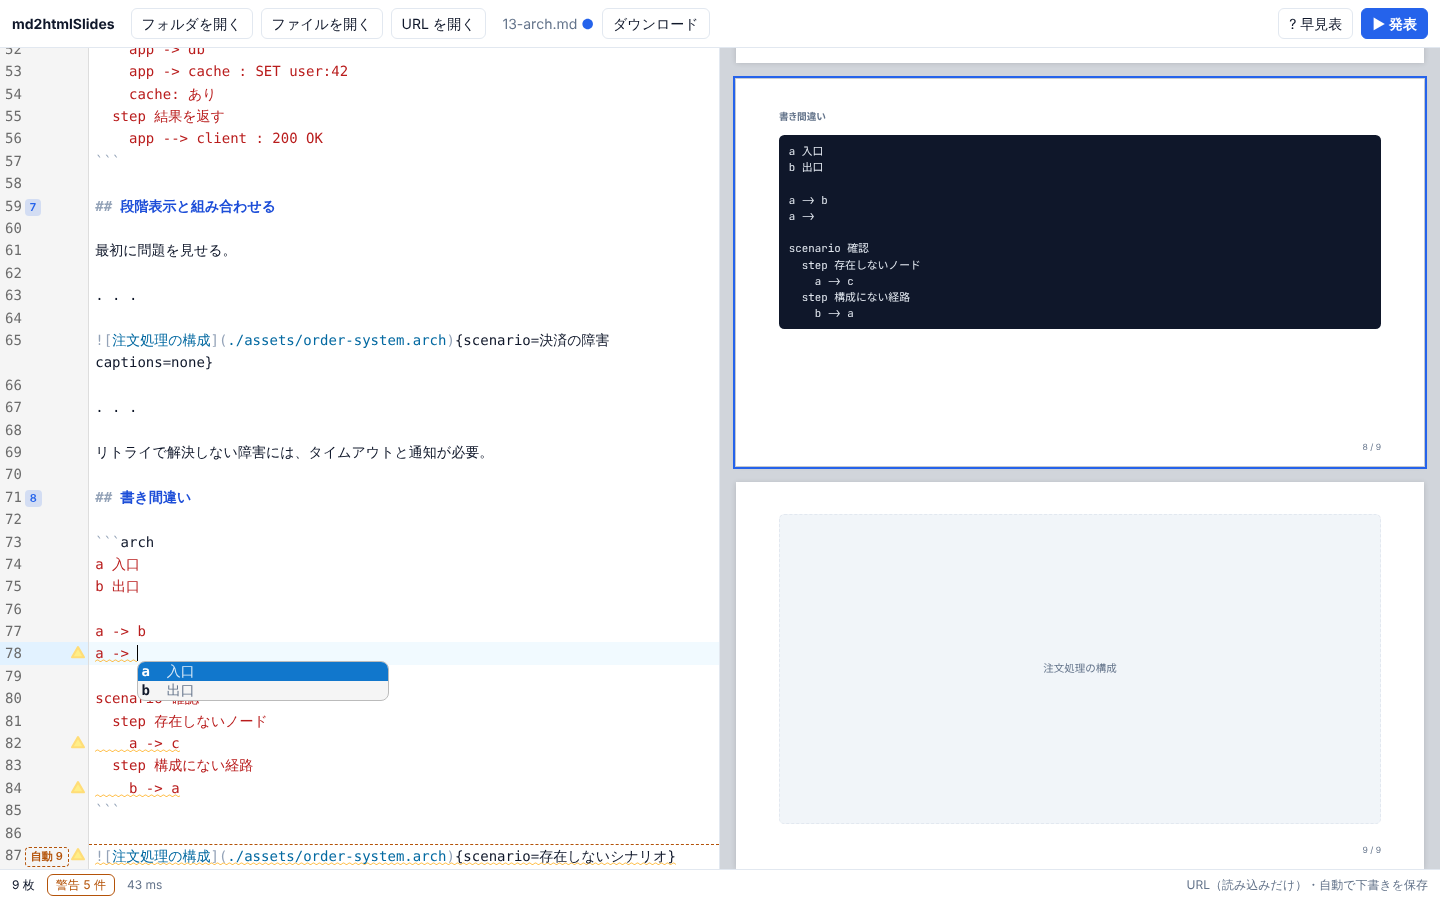 md2htmlSlides フォルダを開く ファイルを開く URL を開く 13-arch.md ダウンロード ? 早見表 ▶ 発表
52 app -> db
53 app -> cache : SET user:42
54 cache: あり
55 step 結果を返す
56 app --> client : 200 OK
57 ```
58
59 7 ## 段階表示と組み合わせる
60
61 最初に問題を見せる。
62
63 . . .
64
65 ![注文処理の構成](./assets/order-system.arch){scenario=決済の障害
captions=none}
66
67 . . .
68
69 リトライで解決しない障害には、タイムアウトと通知が必要。
70
71 8 ## 書き間違い
72
73 ```arch
74 a 入口
75 b 出口
76
77 a -> b
78 a ->
a 入口
b 出口
79
80 scenario 確認
81 step 存在しないノード
82 a -> c
83 step 構成にない経路
84 b -> a
85 ```
86
87 自動 9 ![注文処理の構成](./assets/order-system.arch){scenario=存在しないシナリオ}
書き間違い
a 入口
b 出口
a -> b
a ->
scenario 確認
step 存在しないノード
a -> c
step 構成にない経路
b -> a
8 / 9
注文処理の構成
9 / 9
9 枚 警告 5 件 43 ms URL（読み込みだけ）・自動で下書きを保存